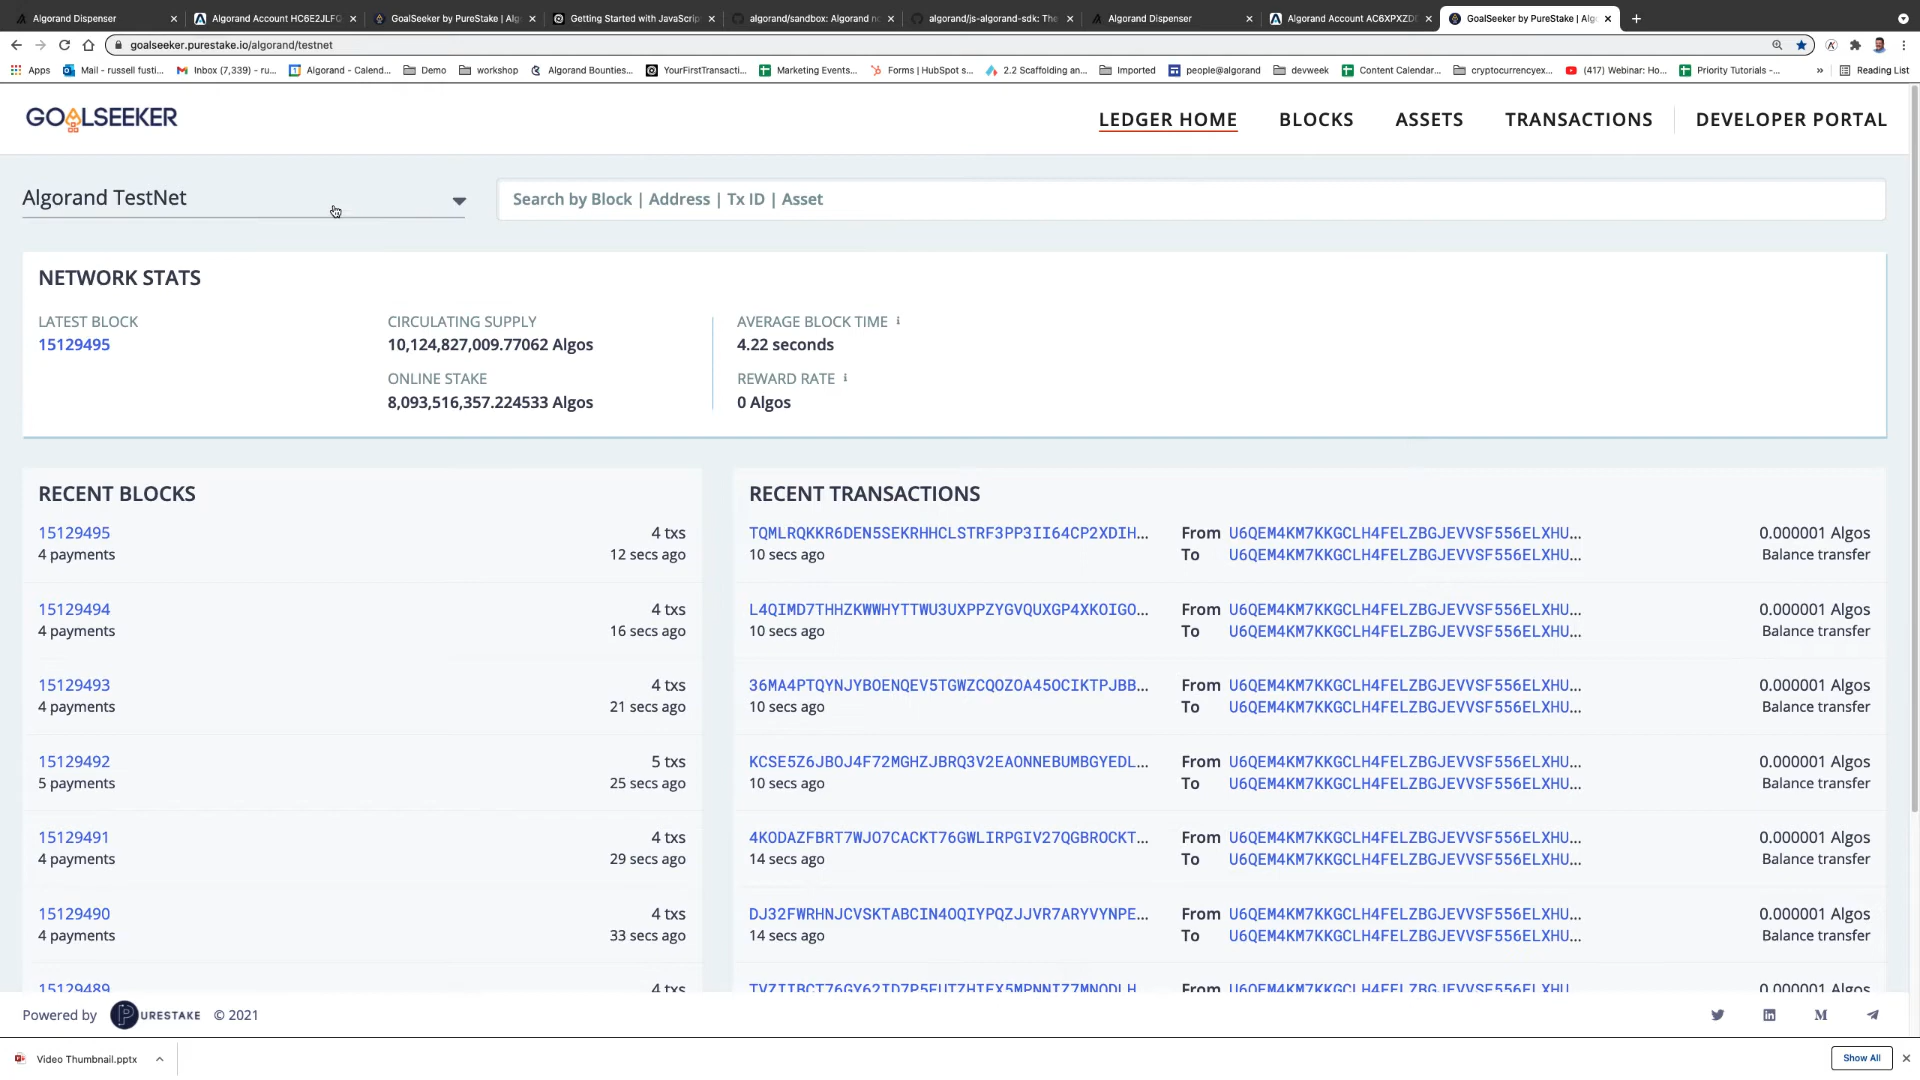 Algorand Dispenser
Algorand Account HC6E2JLFQ
GoalSeeker by PureStake | Alg
Getting Started with JavaScrip
algorand/sandbox: Algorand no
algorand/js-algorand-sdk: The
Algorand Dispenser
Algorand Account AC6XPXZD
GoalSeeker by PureStake | Alg
goalseeker.purestake.io/algorand/testnet
Apps
Mail - russell fusti...
Inbox (7,339) - ru...
Algorand - Calend...
Demo
workshop
Algorand Bounties...
YourFirstTransacti...
Marketing Events...
Forms | HubSpot s...
2.2 Scaffolding an...
Imported
people@algorand
devweek
Content Calendar...
cryptocurrencyex...
(417) Webinar: Ho...
Priority Tutorials -...
»
Reading List
GOALSEEKER
LEDGER HOME
BLOCKS
ASSETS
TRANSACTIONS
DEVELOPER PORTAL
Algorand TestNet
Search by Block | Address | Tx ID | Asset
NETWORK STATS
LATEST BLOCK
15129495
CIRCULATING SUPPLY
10,124,827,009.77062 Algos
ONLINE STAKE
8,093,516,357.224533 Algos
AVERAGE BLOCK TIME i
4.22 seconds
REWARD RATE i
0 Algos
RECENT BLOCKS
15129495 4 txs
4 payments 12 secs ago
15129494 4 txs
4 payments 16 secs ago
15129493 4 txs
4 payments 21 secs ago
15129492 5 txs
5 payments 25 secs ago
15129491 4 txs
4 payments 29 secs ago
15129490 4 txs
4 payments 33 secs ago
15129489 4 txs
RECENT TRANSACTIONS
TQMLRQKKR6DEN5SEKRHHCLSTRF3PP3II64CP2XDIH... From U6QEM4KM7KKGCLH4FELZBGJEVVSF556ELXHU... 0.000001 Algos
10 secs ago To U6QEM4KM7KKGCLH4FELZBGJEVVSF556ELXHU... Balance transfer
L4QIMD7THHZKWWHYTTWU3UXPPZYGVQUXGP4XKOIGO... From U6QEM4KM7KKGCLH4FELZBGJEVVSF556ELXHU... 0.000001 Algos
10 secs ago To U6QEM4KM7KKGCLH4FELZBGJEVVSF556ELXHU... Balance transfer
36MA4PTQYNJYBOENQEV5TGWZCQOZOA45OCIKTPJBB... From U6QEM4KM7KKGCLH4FELZBGJEVVSF556ELXHU... 0.000001 Algos
10 secs ago To U6QEM4KM7KKGCLH4FELZBGJEVVSF556ELXHU... Balance transfer
KCSE5Z6JBOJ4F72MGHZJBRQ3V2EAONNEBUMBGYEDL... From U6QEM4KM7KKGCLH4FELZBGJEVVSF556ELXHU... 0.000001 Algos
10 secs ago To U6QEM4KM7KKGCLH4FELZBGJEVVSF556ELXHU... Balance transfer
4KODAZFBRT7WJO7CACKT76GWLIRPGIV27QGBROCKT... From U6QEM4KM7KKGCLH4FELZBGJEVVSF556ELXHU... 0.000001 Algos
14 secs ago To U6QEM4KM7KKGCLH4FELZBGJEVVSF556ELXHU... Balance transfer
DJ32FWRHNJCVSKTABCIN4OQIYPQZJJVR7ARYVYNPE... From U6QEM4KM7KKGCLH4FELZBGJEVVSF556ELXHU... 0.000001 Algos
14 secs ago To U6QEM4KM7KKGCLH4FELZBGJEVVSF556ELXHU... Balance transfer
From U6QEM4KM7KKGCLH4FELZBGJEVVSF556ELXHU 0.000001 Algos
Powered by PURESTAKE © 2021
Video Thumbnail.pptx
Show All